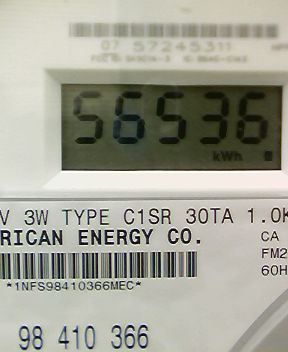 07 57245311
56536
kWh
V 3W TYPE C1SR 30TA 1.0K
RICAN ENERGY CO.
CA
FM2
60H
*1NFS98410366MEC*
98 410 366